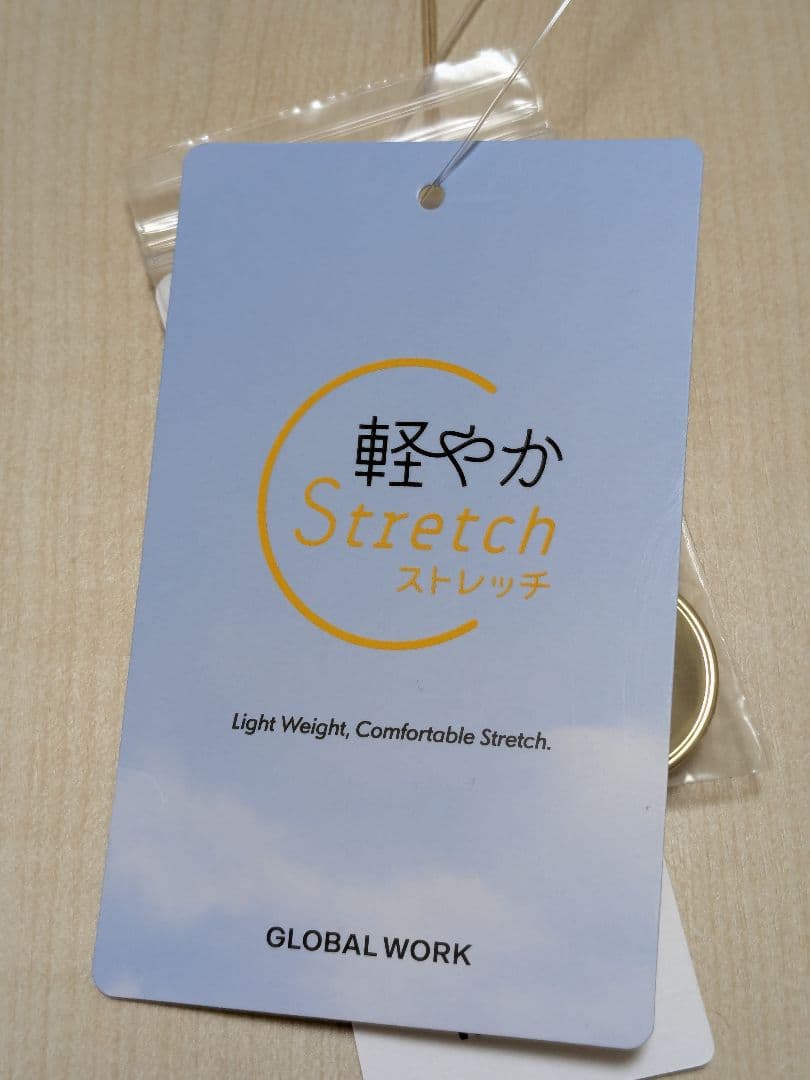 軽やか
Stretch
ストレッチ
Light Weight, Comfortable Stretch.
GLOBAL WORK